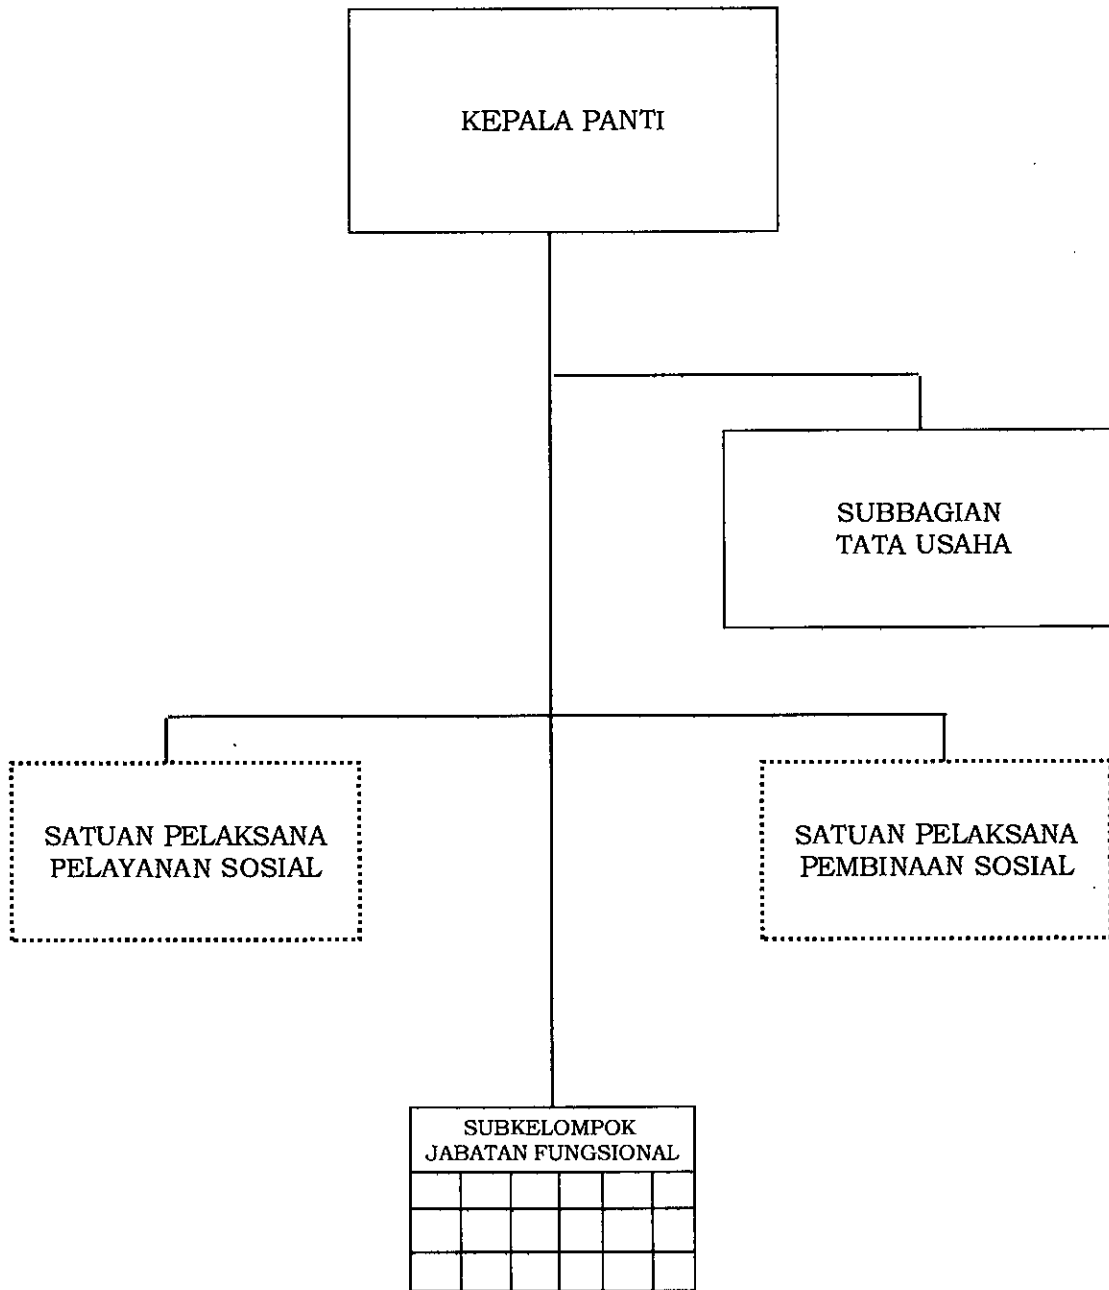 KEPALA PANTI
SUBBAGIAN
TATA USAHA
SATUAN PELAKSANA
PELAYANAN SOSIAL
SATUAN PELAKSANA
PEMBINAAN SOSIAL
SUBKELOMPOK
JABATAN FUNGSIONAL